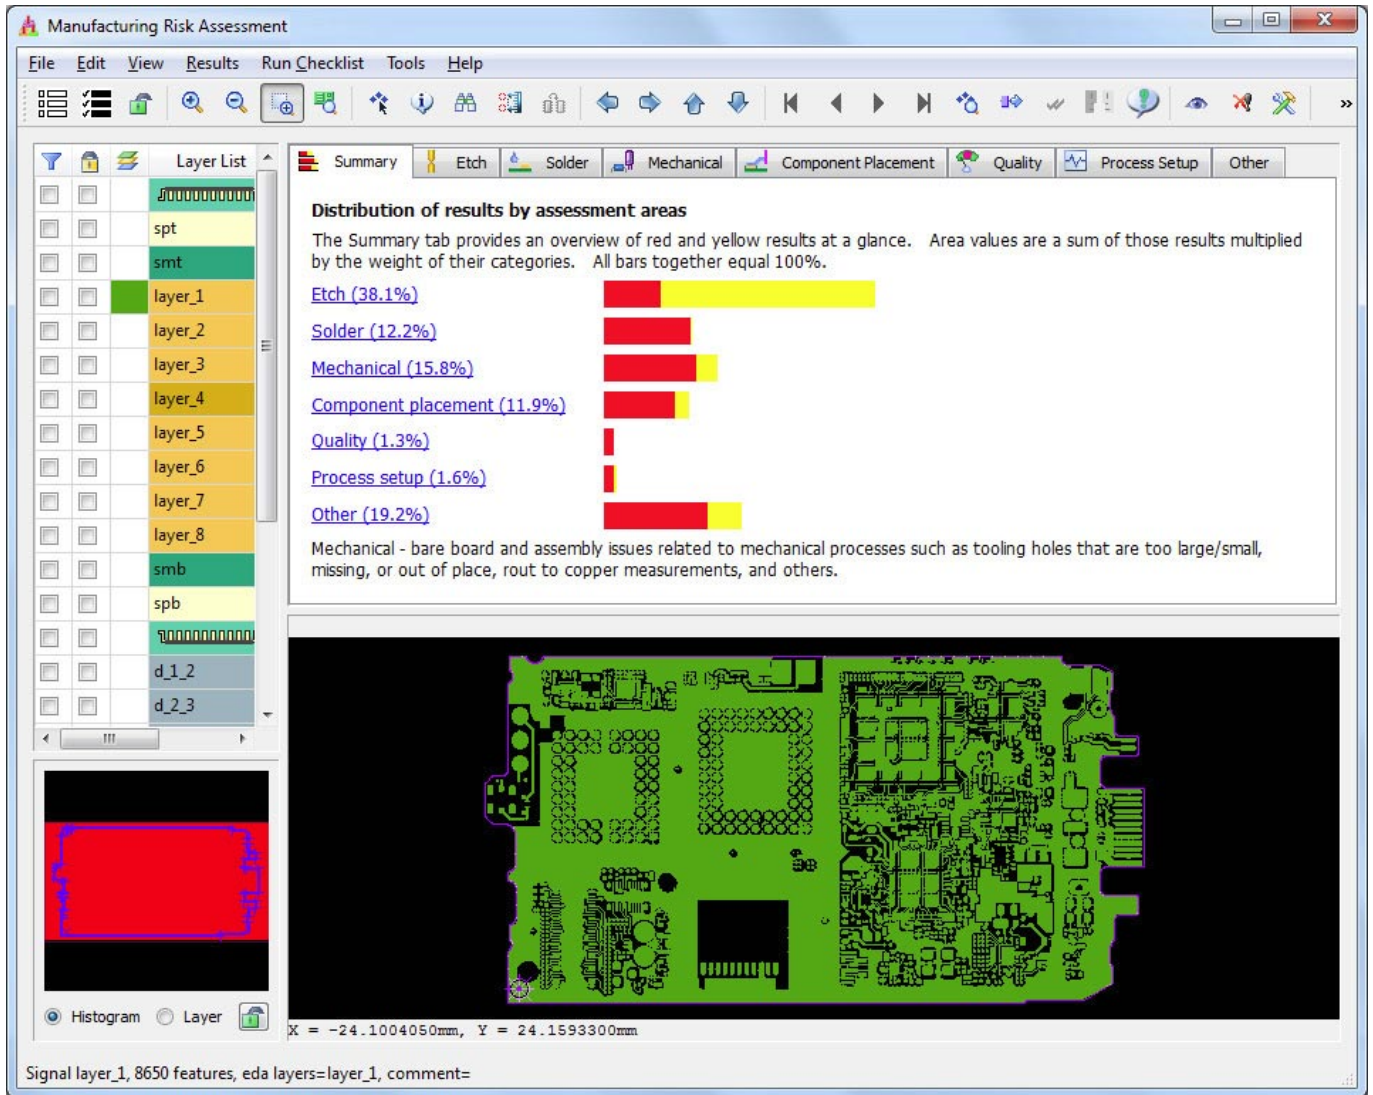 Manufacturing Risk Assessment
File Edit View Results Run Checklist Tools Help
»
Layer List
Summary Etch Solder Mechanical Component Placement Quality Process Setup Other
spt
smt
layer_1
layer_2
layer_3
layer_4
layer_5
layer_6
layer_7
layer_8
smb
spb
d_1_2
d_2_3
Distribution of results by assessment areas
The Summary tab provides an overview of red and yellow results at a glance. Area values are a sum of those results multiplied
by the weight of their categories. All bars together equal 100%.
Etch (38.1%)
Solder (12.2%)
Mechanical (15.8%)
Component placement (11.9%)
Quality (1.3%)
Process setup (1.6%)
Other (19.2%)
Mechanical - bare board and assembly issues related to mechanical processes such as tooling holes that are too large/small,
missing, or out of place, rout to copper measurements, and others.
Histogram Layer
X = -24.1004050mm, Y = 24.1593300mm
Signal layer_1, 8650 features, eda layers=layer_1, comment=